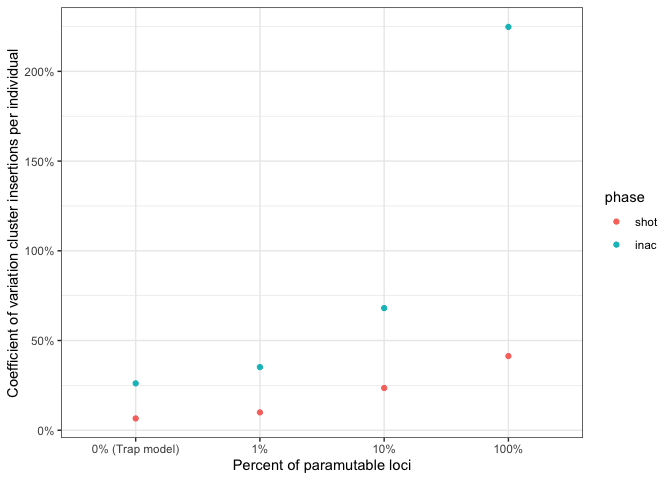 Coefficient of variation cluster insertions per individual
200%
150%
100%
50%
0%
0% (Trap model)
1%
10%
100%
Percent of paramutable loci
phase
shot
inac